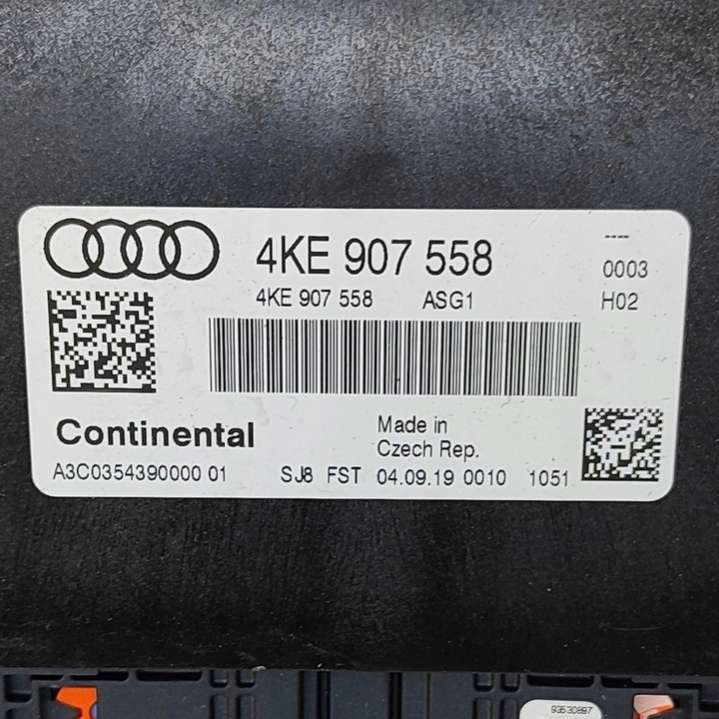 4KE 907 558
----
0003
4KE 907 558 ASG1 H02
Continental
Made in
Czech Rep.
A3C0354390000 01 SJ8 FST 04.09.19 0010 1051
93530897